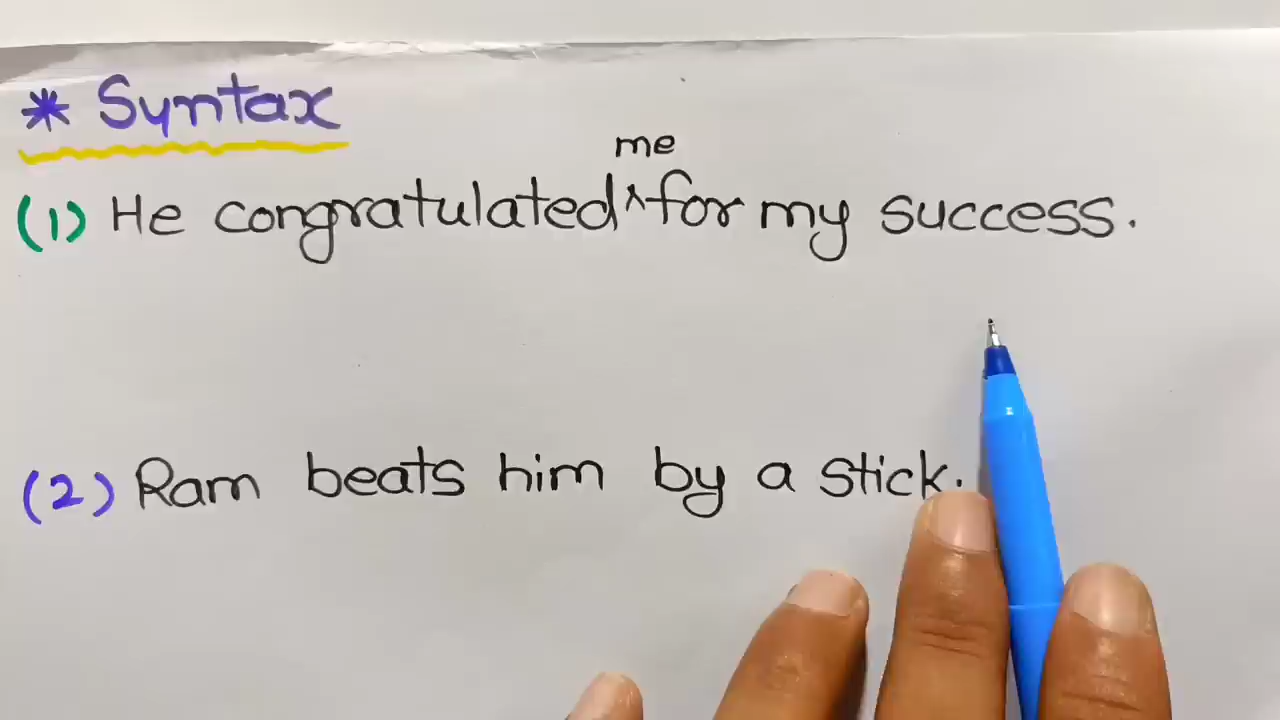 * Syntax
me
(1) He congratulated ^ for my success.
(2) Ram beats him by a stick.